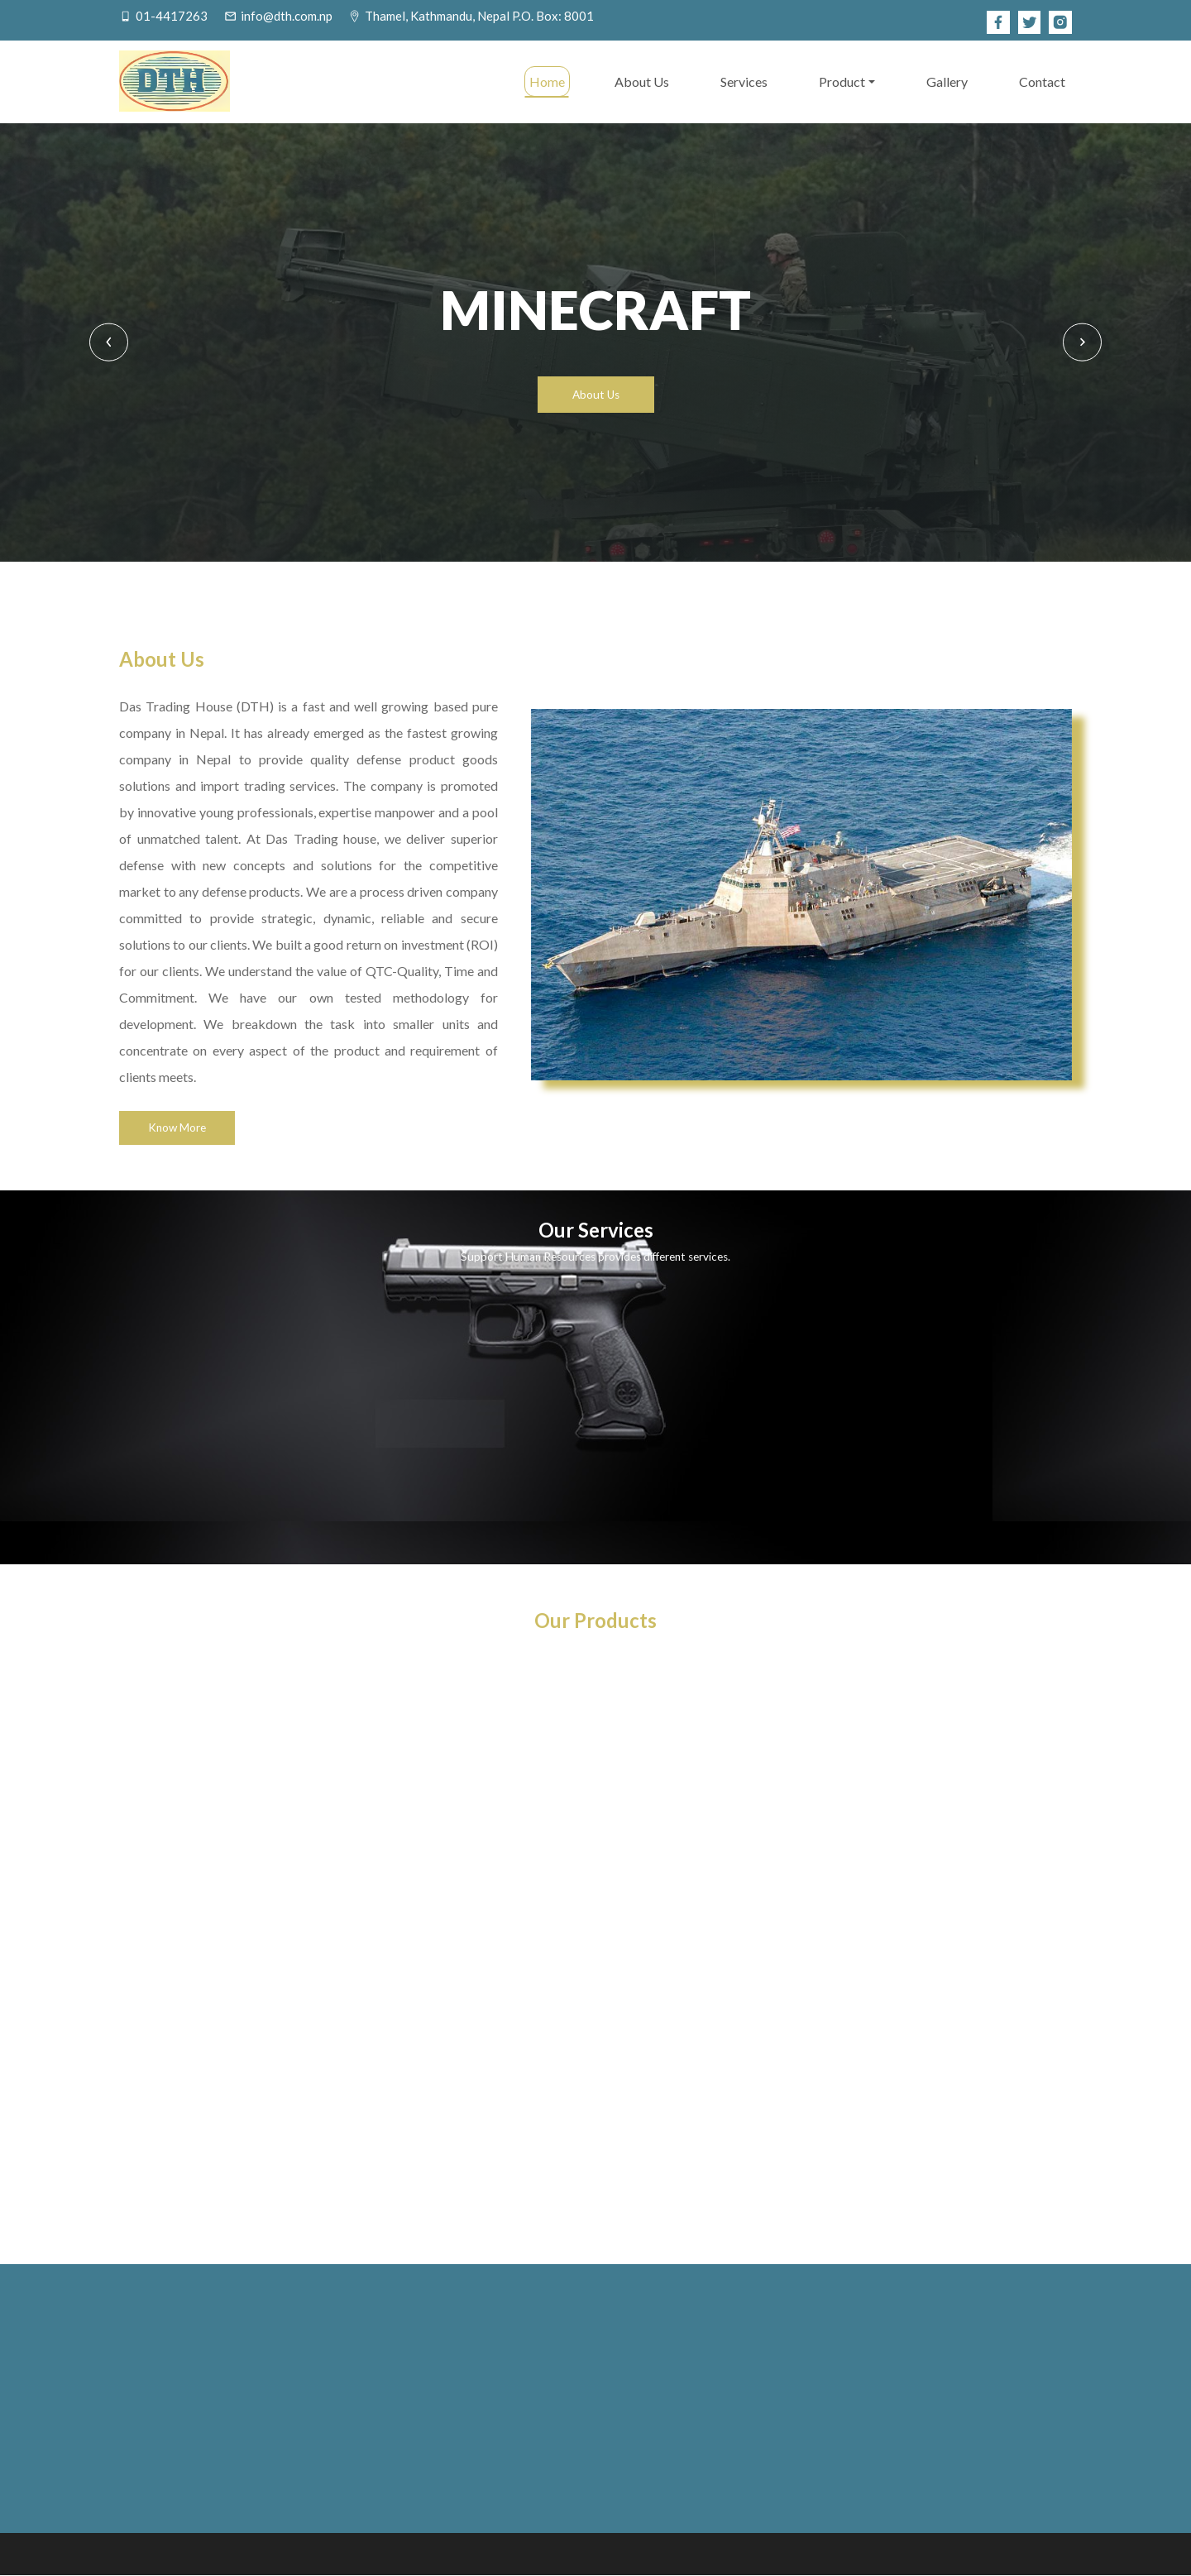 01-4417263 info@dth.com.np Thamel, Kathmandu, Nepal P.O. Box: 8001
DTH
Home About Us Services Product Gallery Contact
MINECRAFT
About Us
About Us
Das Trading House (DTH) is a fast and well growing based pure
company in Nepal. It has already emerged as the fastest growing
company in Nepal to provide quality defense product goods
solutions and import trading services. The company is promoted
by innovative young professionals, expertise manpower and a pool
of unmatched talent. At Das Trading house, we deliver superior
defense with new concepts and solutions for the competitive
market to any defense products. We are a process driven company
committed to provide strategic, dynamic, reliable and secure
solutions to our clients. We built a good return on investment (ROI)
for our clients. We understand the value of QTC-Quality, Time and
Commitment. We have our own tested methodology for
development. We breakdown the task into smaller units and
concentrate on every aspect of the product and requirement of
clients meets.
Know More
Our Services
Support Human Resources provides different services.
Our Products